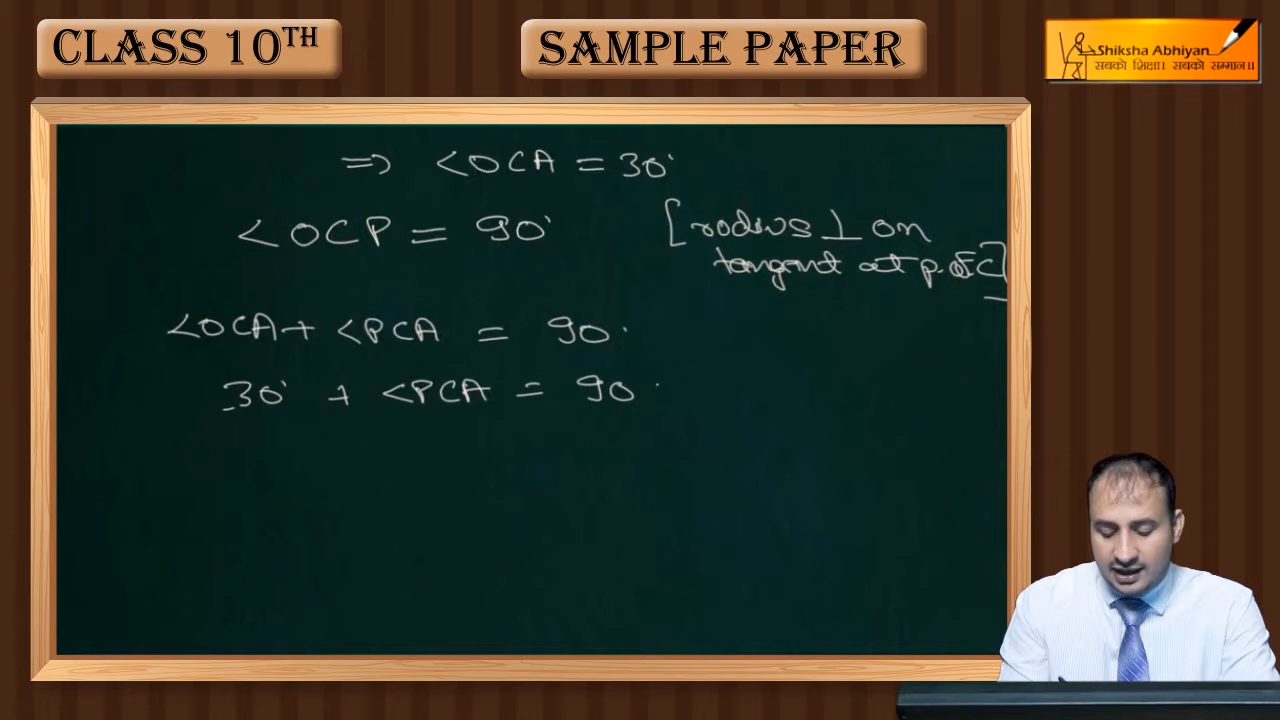 CLASS 10TH
SAMPLE PAPER
Shiksha Abhiyan
सबको शिक्षा। सबको सम्मान॥
=> <OCA = 30°
<OCP = 90° [radius ⊥ on
tangent at p. of C]
<OCA + <PCA = 90°
30° + <PCA = 90°